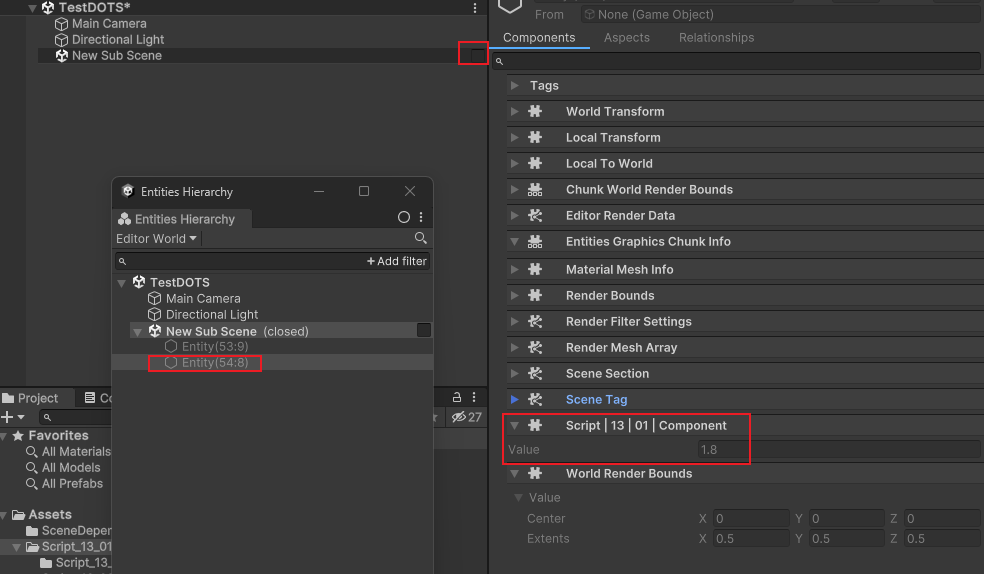 TestDOTS*
Main Camera
Directional Light
New Sub Scene
From None (Game Object)
Components Aspects Relationships
Tags
World Transform
Local Transform
Local To World
Chunk World Render Bounds
Editor Render Data
Entities Graphics Chunk Info
Material Mesh Info
Render Bounds
Render Filter Settings
Render Mesh Array
Scene Section
Scene Tag
Script | 13 | 01 | Component
Value 1.8
World Render Bounds
Value
Center X 0 Y 0 Z 0
Extents X 0.5 Y 0.5 Z 0.5
Entities Hierarchy
Entities Hierarchy
Editor World
+ Add filter
TestDOTS
Main Camera
Directional Light
New Sub Scene (closed)
Entity(53:9)
Entity(54:8)
Project Co
27
Favorites
All Materials
All Models
All Prefabs
Assets
SceneDeper
Script_13_01
Script_13_